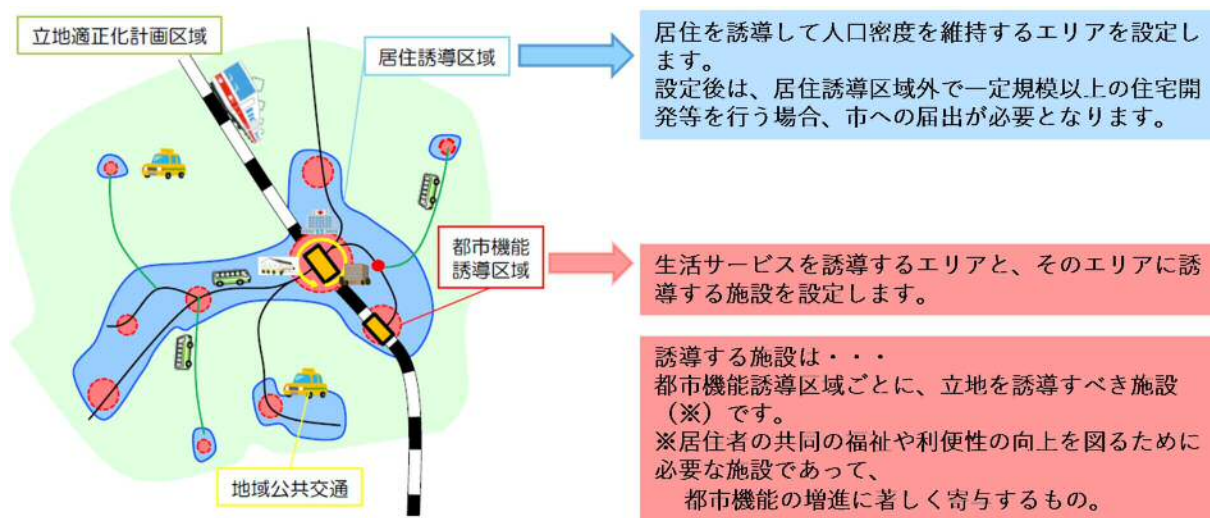 立地適正化計画区域
居住誘導区域
都市機能
誘導区域
地域公共交通
居住を誘導して人口密度を維持するエリアを設定し
ます。
設定後は、居住誘導区域外で一定規模以上の住宅開
発等を行う場合、市への届出が必要となります。
生活サービスを誘導するエリアと、そのエリアに誘
導する施設を設定します。
誘導する施設は・・・
都市機能誘導区域ごとに、立地を誘導すべき施設
（※）です。
※居住者の共同の福祉や利便性の向上を図るために
必要な施設であって、
都市機能の増進に著しく寄与するもの。